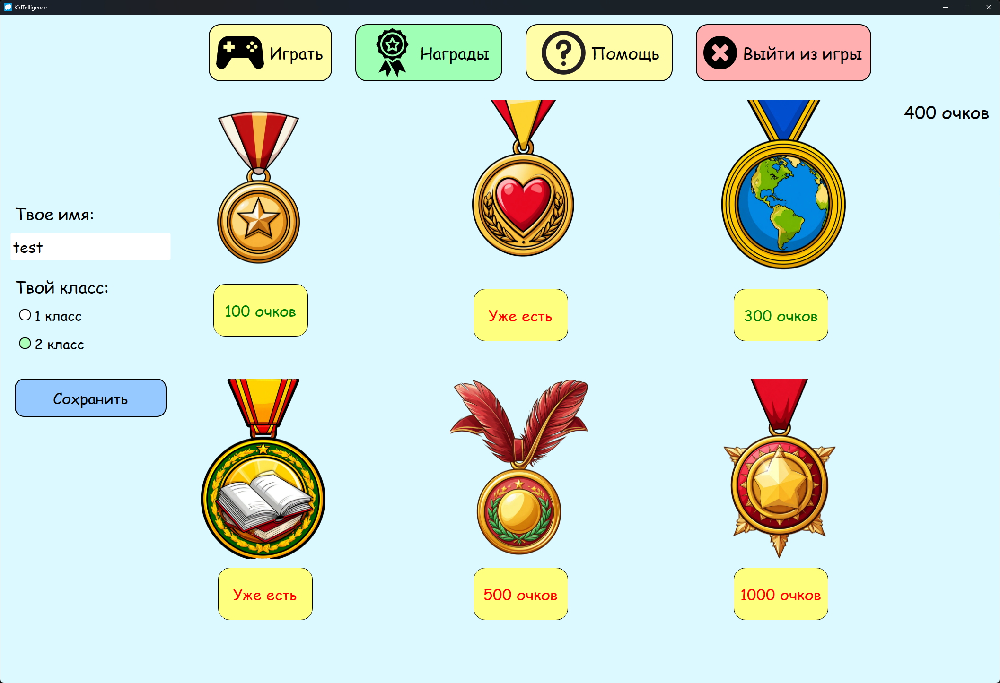 KidTelligence
Играть
Награды
Помощь
Выйти из игры
400 очков
Твое имя:
test
Твой класс:
1 класс
2 класс
Сохранить
100 очков
Уже есть
300 очков
Уже есть
500 очков
1000 очков